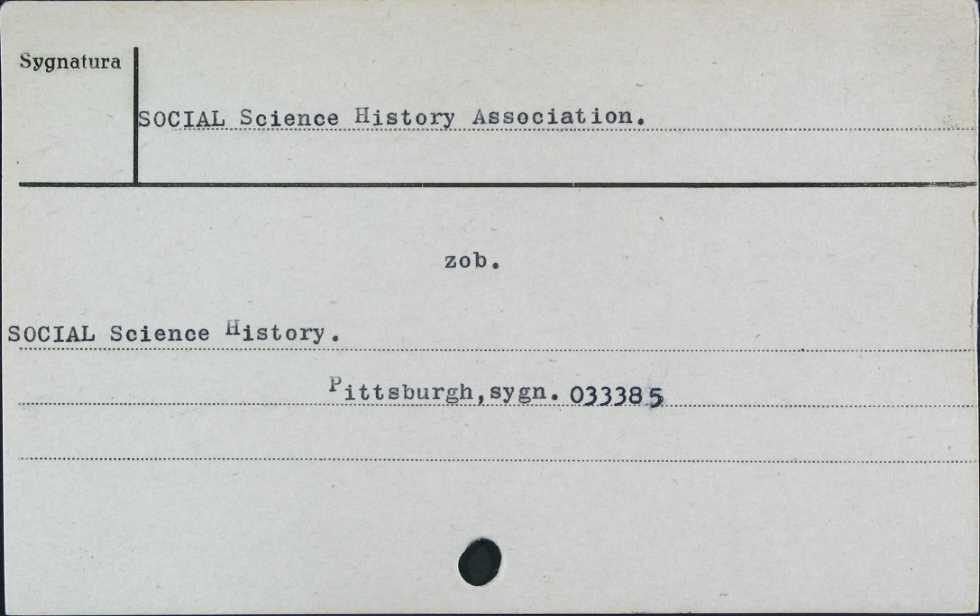 Sygnatura
SOCIAL Science History Association.
zob.
SOCIAL Science History.
Pittsburgh,sygn. 033385